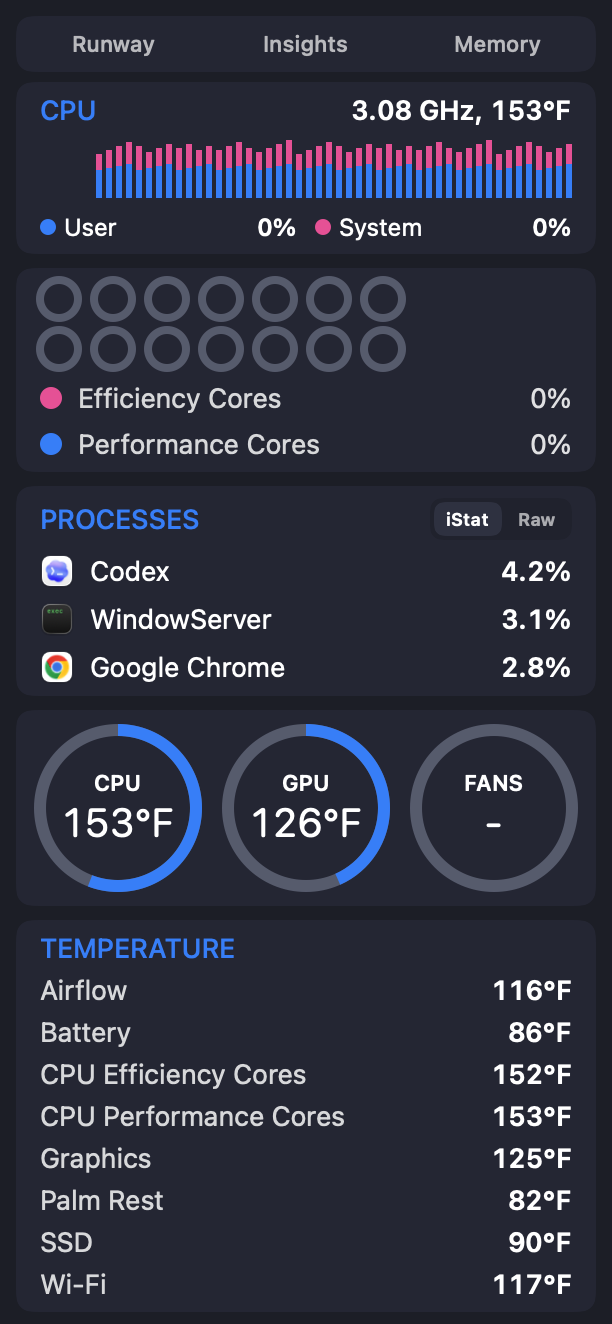 Runway Insights Memory
CPU 3.08 GHz, 153°F
User 0% System 0%
Efficiency Cores 0%
Performance Cores 0%
PROCESSES iStat Raw
Codex 4.2%
exec
WindowServer 3.1%
Google Chrome 2.8%
CPU GPU FANS
153°F 126°F -
TEMPERATURE
Airflow 116°F
Battery 86°F
CPU Efficiency Cores 152°F
CPU Performance Cores 153°F
Graphics 125°F
Palm Rest 82°F
SSD 90°F
Wi-Fi 117°F